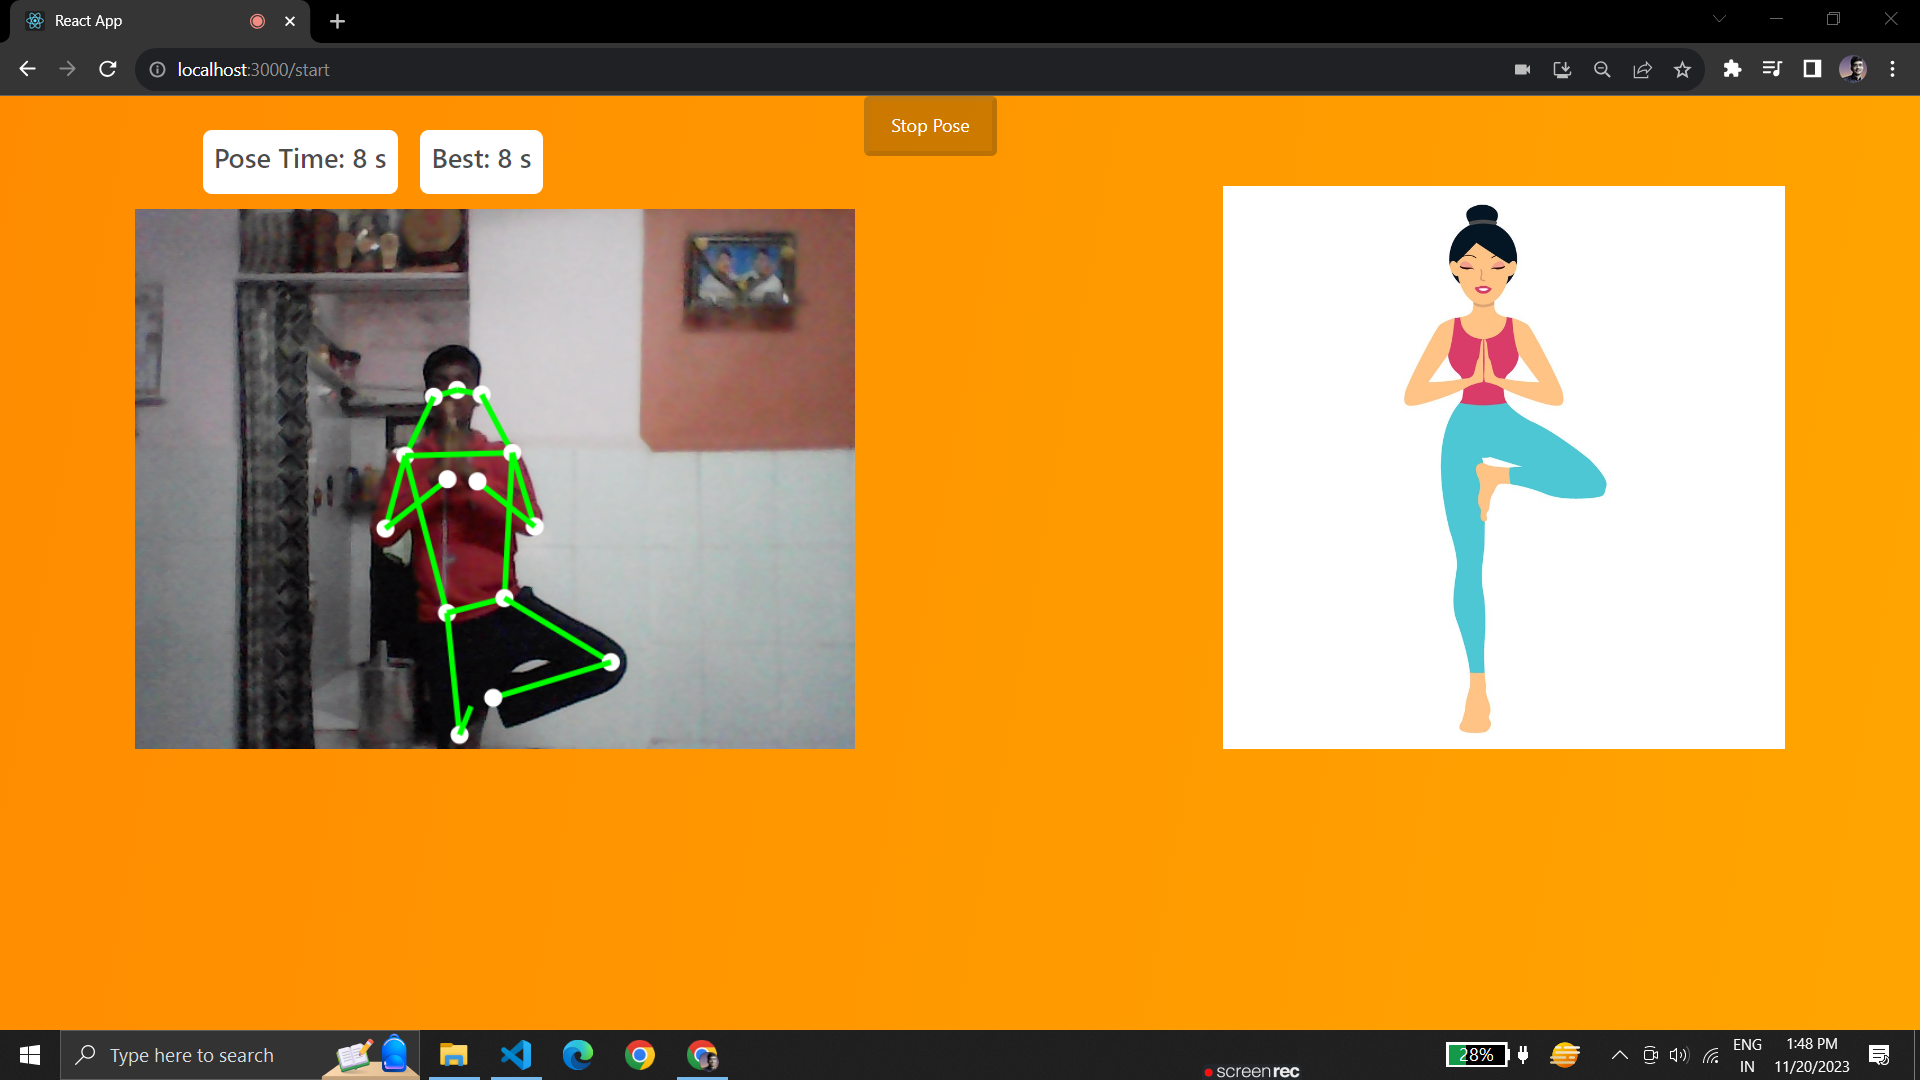 React App
localhost:3000/start
Stop Pose
Pose Time: 8 s
Best: 8 s
Type here to search
28%
ENG
IN
1:48 PM
11/20/2023
screenrec